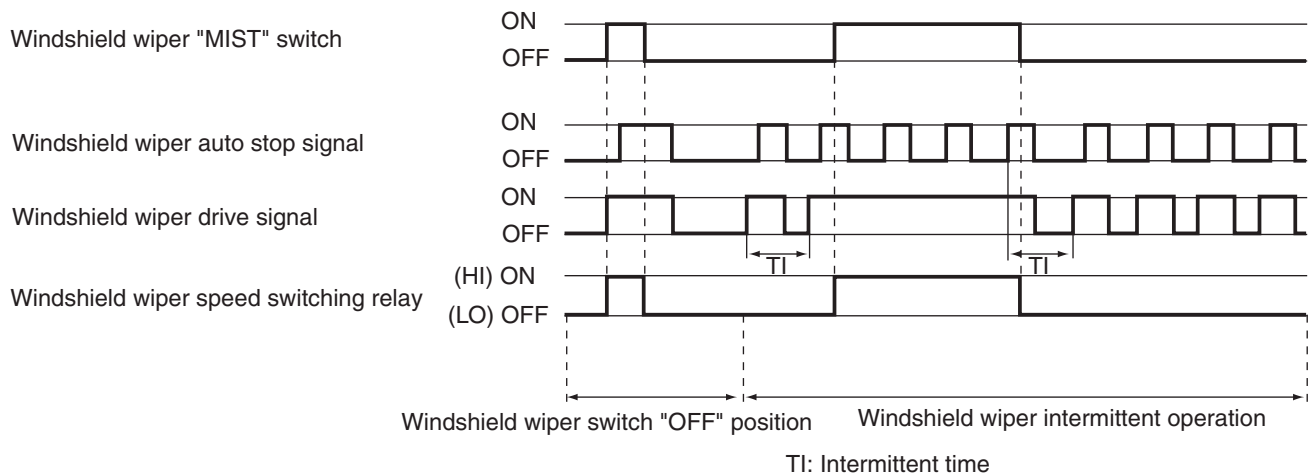 Windshield wiper "MIST" switch
ON
OFF
Windshield wiper auto stop signal
ON
OFF
Windshield wiper drive signal
ON
OFF
TI
TI
Windshield wiper speed switching relay
(HI) ON
(LO) OFF
Windshield wiper switch "OFF" position
Windshield wiper intermittent operation
TI: Intermittent time